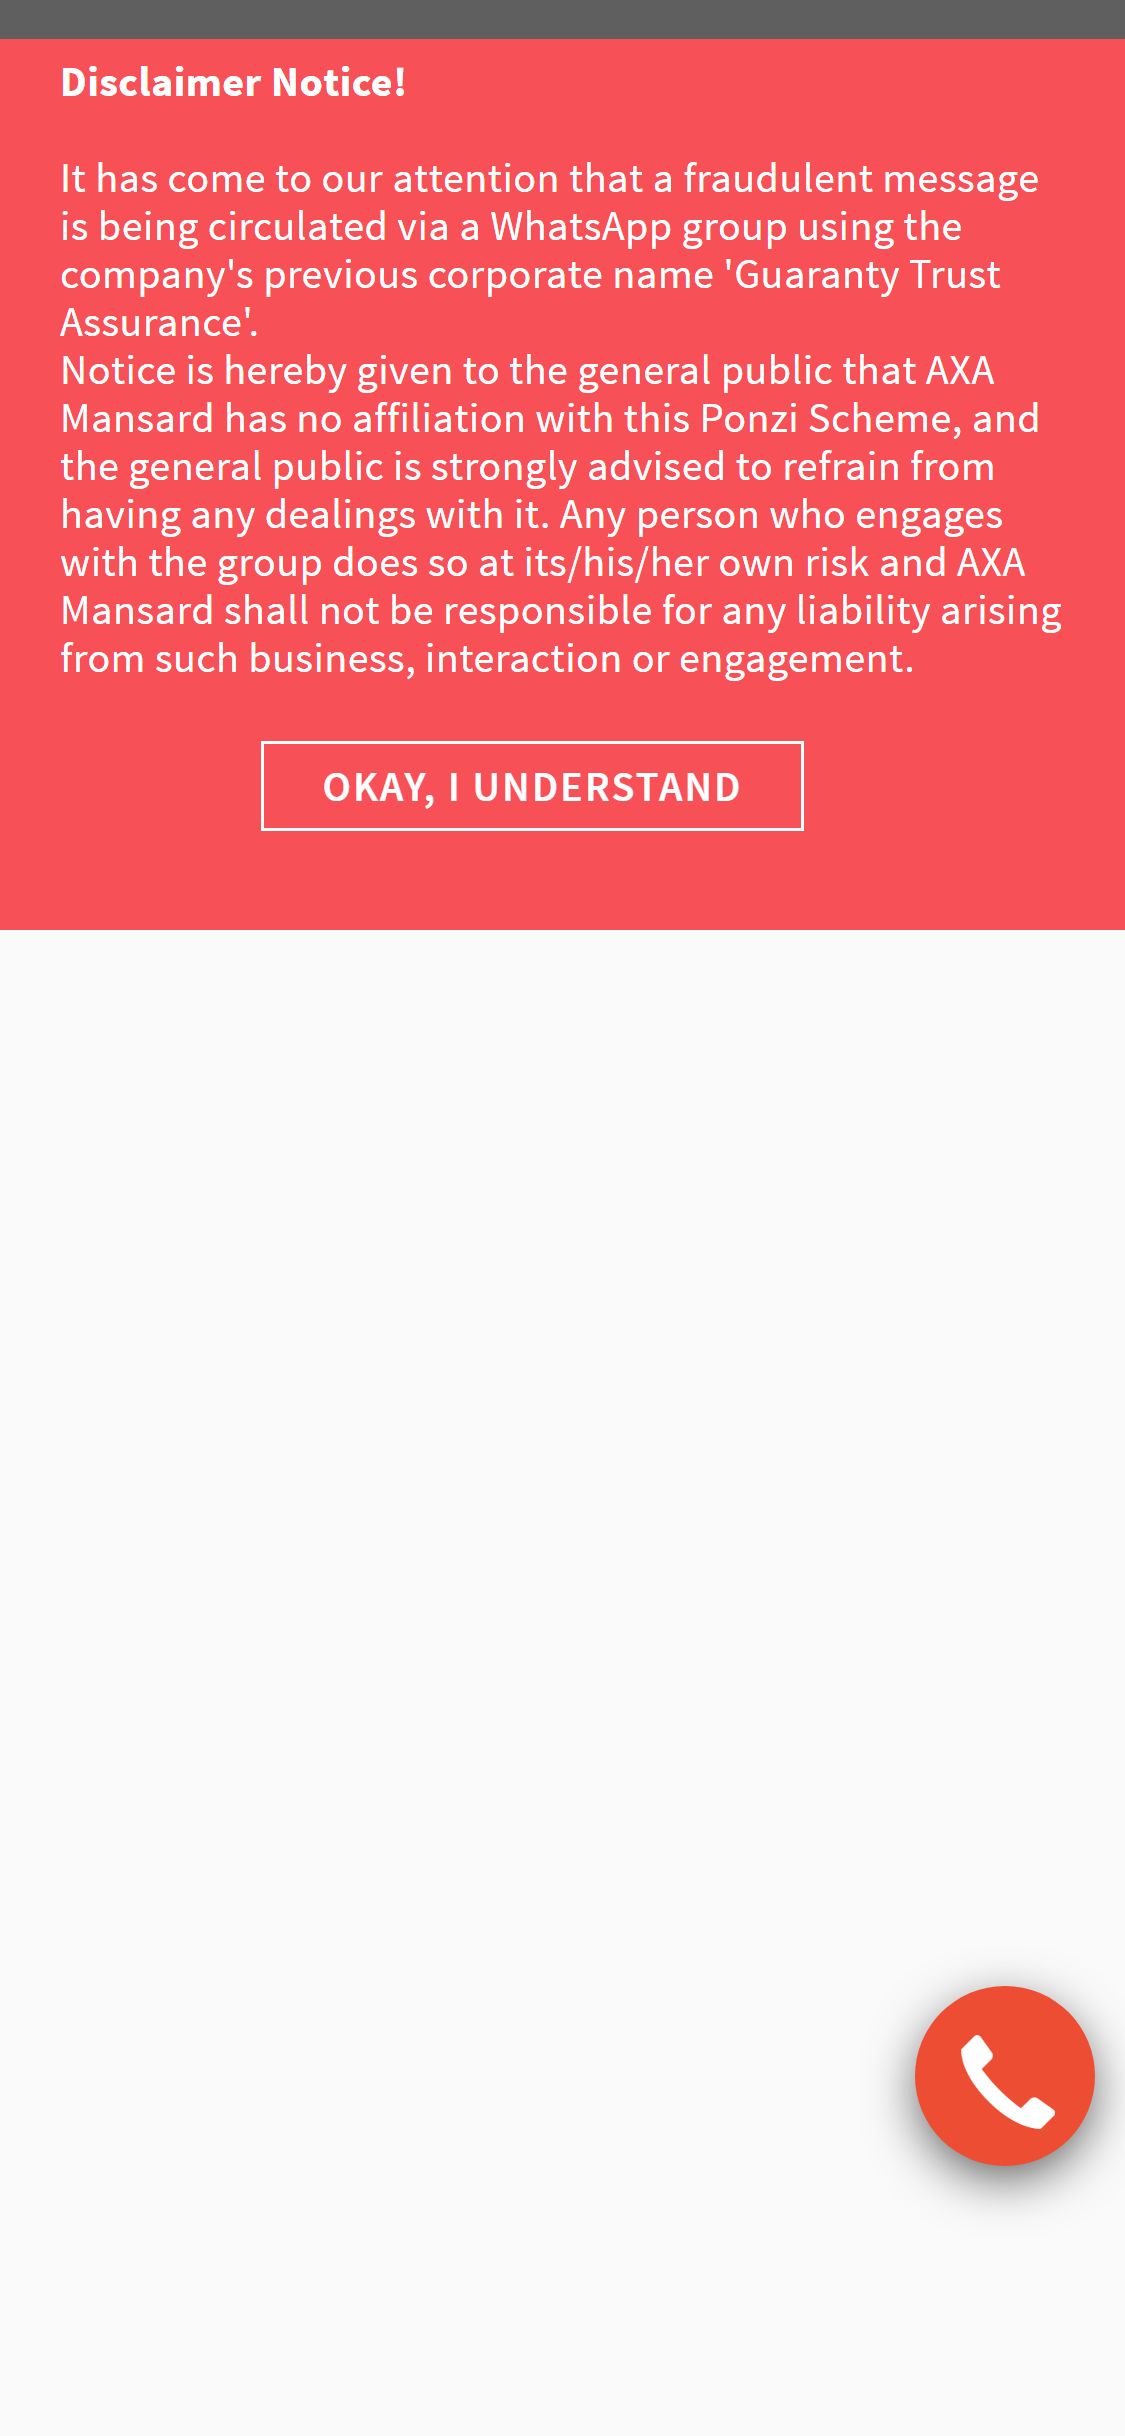 Disclaimer Notice!
It has come to our attention that a fraudulent message
is being circulated via a WhatsApp group using the
company's previous corporate name 'Guaranty Trust
Assurance'.
Notice is hereby given to the general public that AXA
Mansard has no affiliation with this Ponzi Scheme, and
the general public is strongly advised to refrain from
having any dealings with it. Any person who engages
with the group does so at its/his/her own risk and AXA
Mansard shall not be responsible for any liability arising
from such business, interaction or engagement.
OKAY, I UNDERSTAND